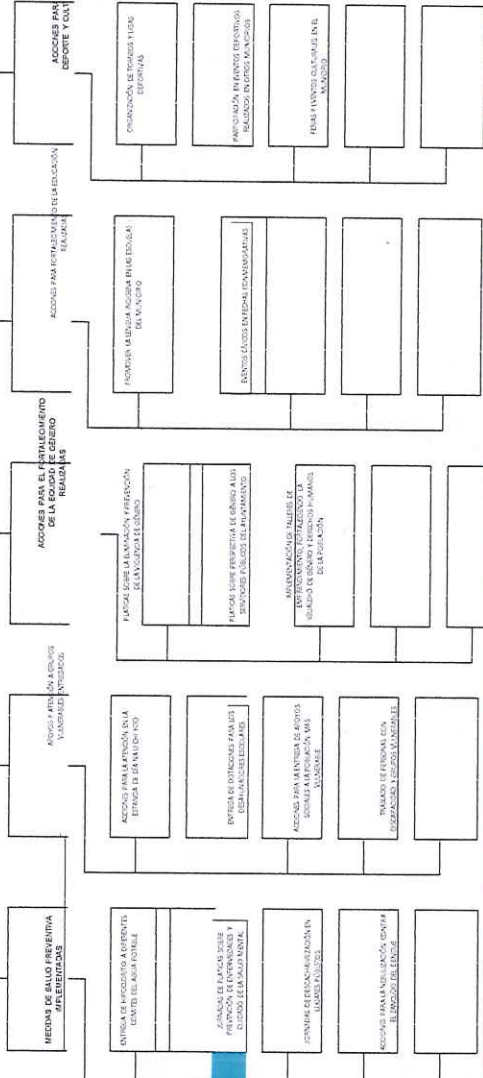 MEDIDAS DE SALUD PREVENTIVA
IMPLEMENTADAS
ENTREGA DE HIPOCLORITO A DIFERENTES
COMITES DEL AGUA POTABLE
JORNADAS DE PLATICAS SOBRE
PREVENCIÓN DE ENFERMEDADES Y
CUIDADO DE LA SALUD MENTAL
JORNADAS DE DESCACHARRIZACIÓN EN
LUGARES PÚBLICOS
ACCIONES PARA LA NEBULIZACIÓN CONTRA
EL ZANCUDO DEL DENGUE
APOYOS Y ATENCIÓN A GRUPOS
VULNERABLES ENTREGADOS
ACCIONES PARA LA ATENCIÓN EN LA
ESTANCIA DE DÍA
ENTREGA DE DOTACIONES PARA LOS
DESAYUNADORES ESCOLARES
ACCIONES PARA LA ENTREGA DE APOYOS
SOCIALES A LA POBLACIÓN MAS
VULNERABLE
TRASLADO DE PERSONAS CON
DISCAPACIDAD Y GRUPOS VULNERABLES
ACCIONES PARA EL FORTALECIMIENTO
DE LA EQUIDAD DE GÉNERO
REALIZADAS
PLATICAS SOBRE LA ELIMINACIÓN Y PREVENCIÓN
DE LA VIOLENCIA DE GÉNERO
PLATICAS SOBRE PERSPECTIVA DE GÉNERO A LOS
SERVIDORES PÚBLICOS DEL AYUNTAMIENTO
IMPLEMENTACIÓN DE TALLERES DE
EMPRENDIMIENTO, FORTALECIENDO LA
IGUALDAD DE GÉNERO Y DERECHOS HUMANOS
DE LA POBLACIÓN
ACCIONES PARA FORTALECIMIENTO DE LA EDUCACIÓN
REALIZADAS
PROMOVER LA LENGUA INDIGENA EN LAS ESCUELAS
DEL MUNICIPIO
EVENTOS CÍVICOS EN FECHAS CONMEMORATIVAS
ACCIONES PARA
DEPORTE Y CULT
ORGANIZACIÓN DE TORNEOS Y LIGAS
DEPORTIVAS
PARTICIPACIÓN EN EVENTOS DEPORTIVOS
REALIZADOS EN OTROS MUNICIPIOS
FERIAS Y EVENTOS CULTURALES EN EL
MUNICIPIO